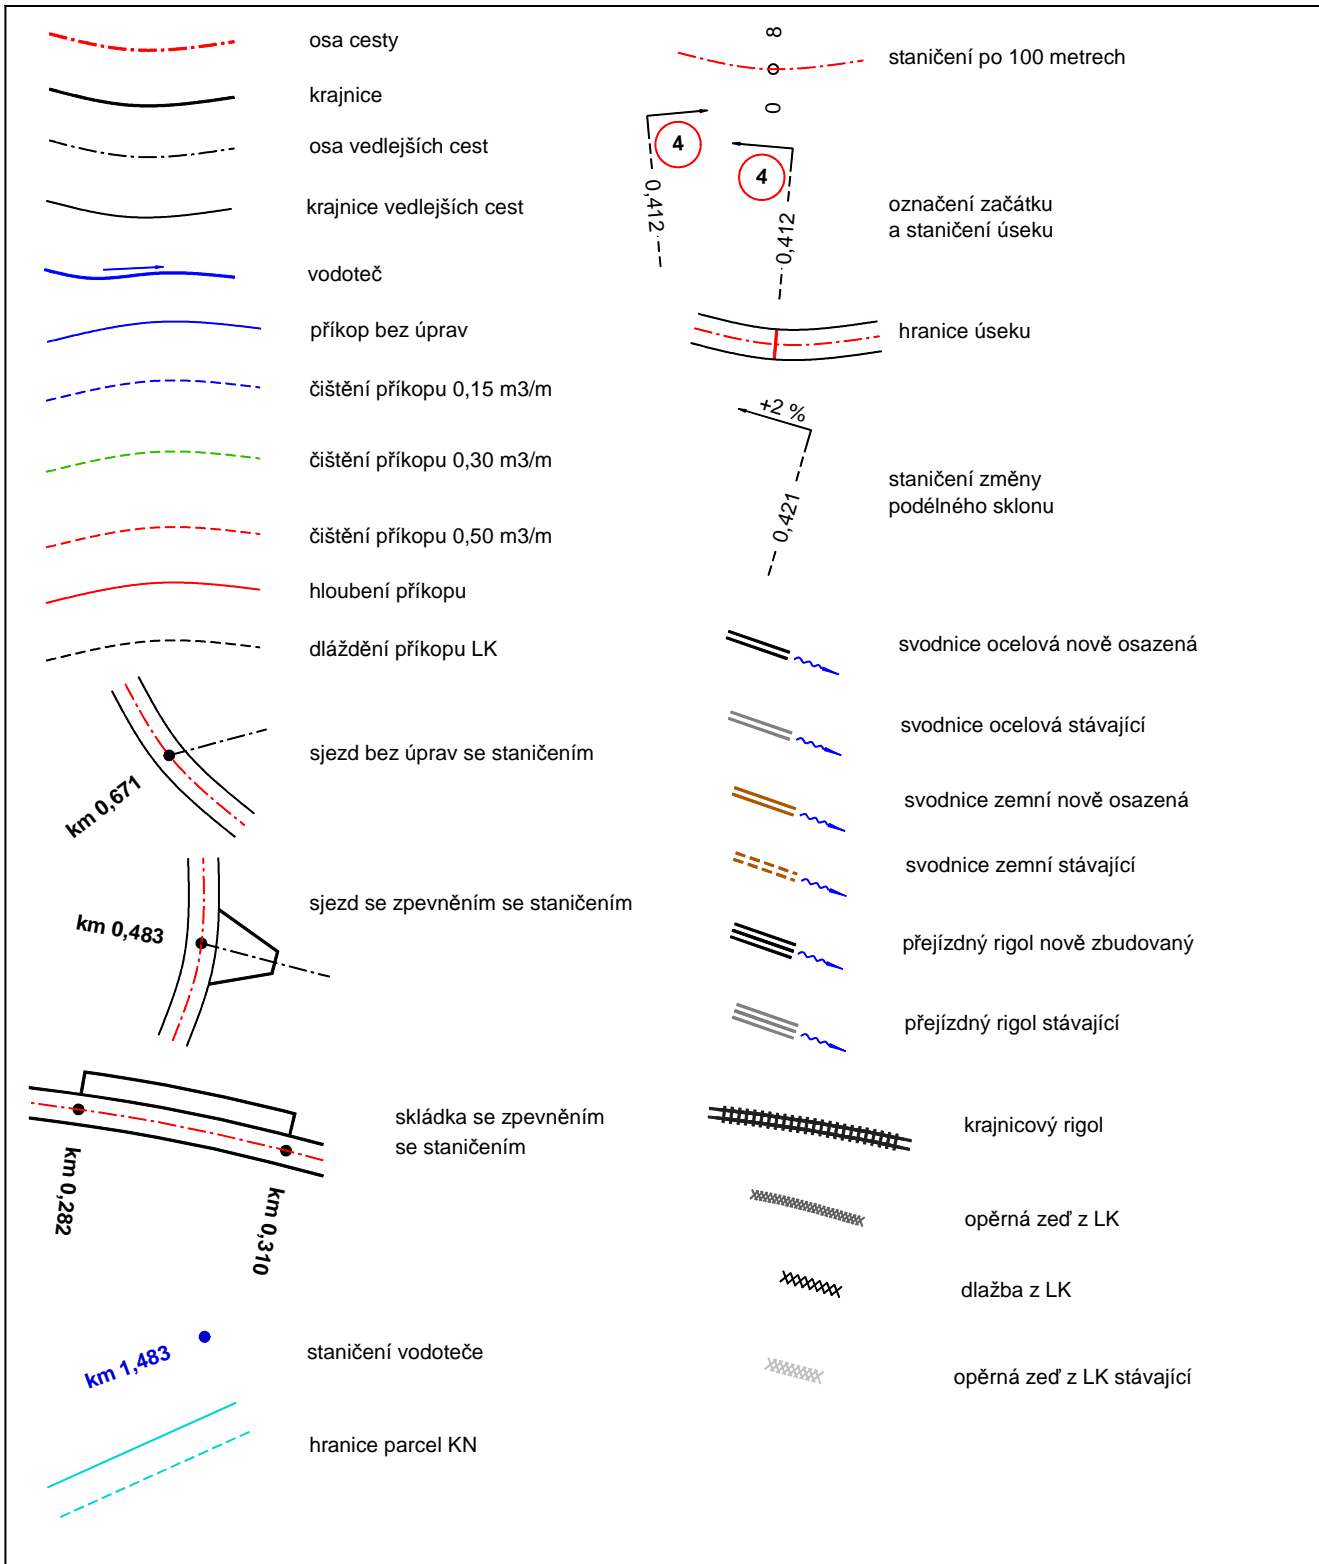 osa cesty
krajnice
osa vedlejších cest
krajnice vedlejších cest
vodoteč
příkop bez úprav
čištění příkopu 0,15 m3/m
čištění příkopu 0,30 m3/m
čištění příkopu 0,50 m3/m
hloubení příkopu
dláždění příkopu LK
km 0,671
sjezd bez úprav se staničením
km 0,483
sjezd se zpevněním se staničením
km 0,282
km 0,310
skládka se zpevněním
se staničením
km 1,483
staničení vodoteče
hranice parcel KN
0 8
staničení po 100 metrech
4
0,412
4
0,412
označení začátku
a staničení úseku
hranice úseku
+2 %
0,421
staničení změny
podélného sklonu
svodnice ocelová nově osazená
svodnice ocelová stávající
svodnice zemní nově osazená
svodnice zemní stávající
přejízdný rigol nově zbudovaný
přejízdný rigol stávající
krajnicový rigol
opěrná zeď z LK
dlažba z LK
opěrná zeď z LK stávající